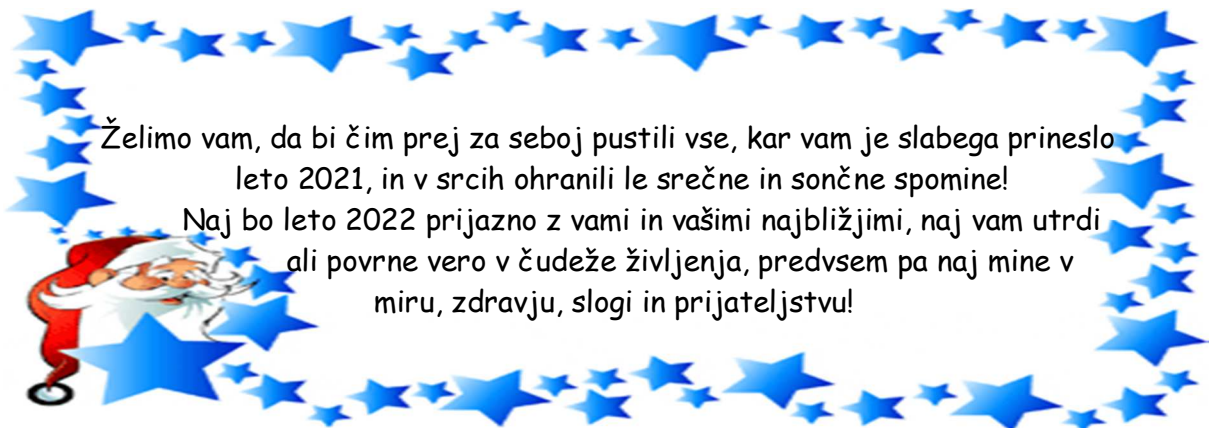 Želimo vam, da bi čim prej za seboj pustili vse, kar vam je slabega prineslo
leto 2021, in v srcih ohranili le srečne in sončne spomine!
Naj bo leto 2022 prijazno z vami in vašimi najbližjimi, naj vam utrdi
ali povrne vero v čudeže življenja, predvsem pa naj mine v
miru, zdravju, slogi in prijateljstvu!